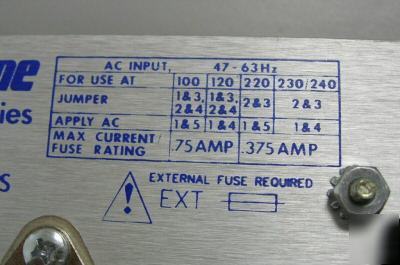 ne
ies
s
AC INPUT, 47-63Hz
FOR USE AT 100 120 220 230/240
JUMPER 1&3, 2&4 1&3, 2&4 2&3 2&3
APPLY AC 1&5 1&4 1&5 1&4
MAX CURRENT/ FUSE RATING .75AMP .375AMP
EXTERNAL FUSE REQUIRED
EXT